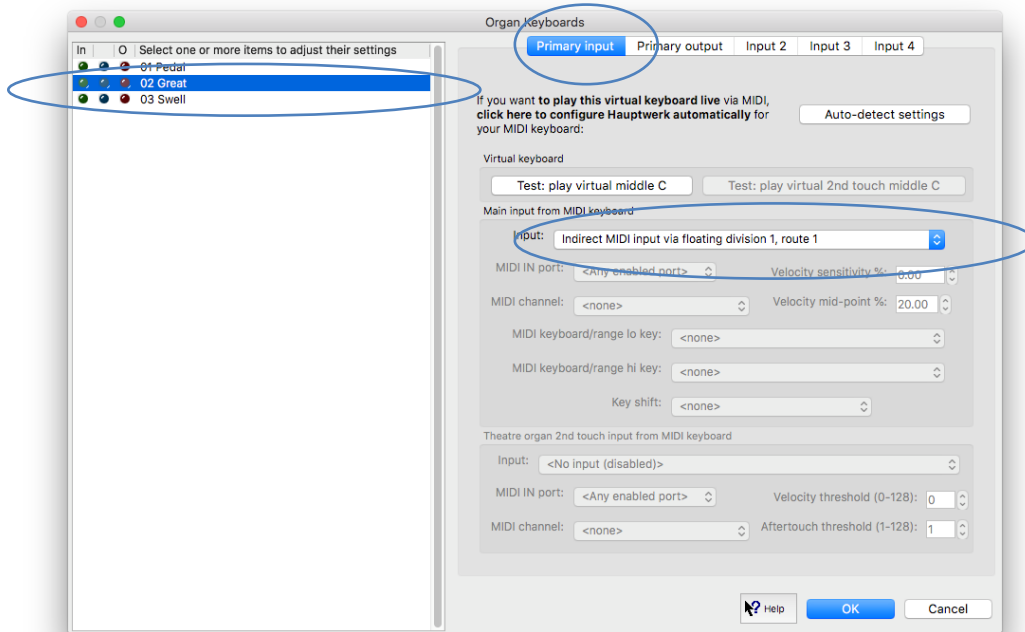 Organ Keyboards
In O Select one or more items to adjust their settings
01 Pedal
02 Great
03 Swell
Primary input Primary output Input 2 Input 3 Input 4
If you want to play this virtual keyboard live via MIDI,
click here to configure Hauptwerk automatically for
your MIDI keyboard:
Auto-detect settings
Virtual keyboard
Test: play virtual middle C Test: play virtual 2nd touch middle C
Main input from MIDI keyboard
Input: Indirect MIDI input via floating division 1, route 1
MIDI IN port: <Any enabled port> Velocity sensitivity %: 0.00
MIDI channel: <none> Velocity mid-point %: 20.00
MIDI keyboard/range lo key: <none>
MIDI keyboard/range hi key: <none>
Key shift: <none>
Theatre organ 2nd touch input from MIDI keyboard
Input: <No input (disabled)>
MIDI IN port: <Any enabled port> Velocity threshold (0-128): 0
MIDI channel: <none> Aftertouch threshold (1-128): 1
Help OK Cancel